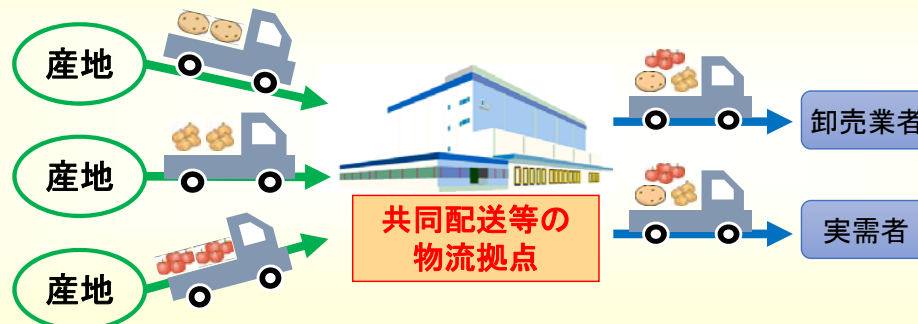 産地
産地
産地
共同配送等の
物流拠点
卸売業者
実需者